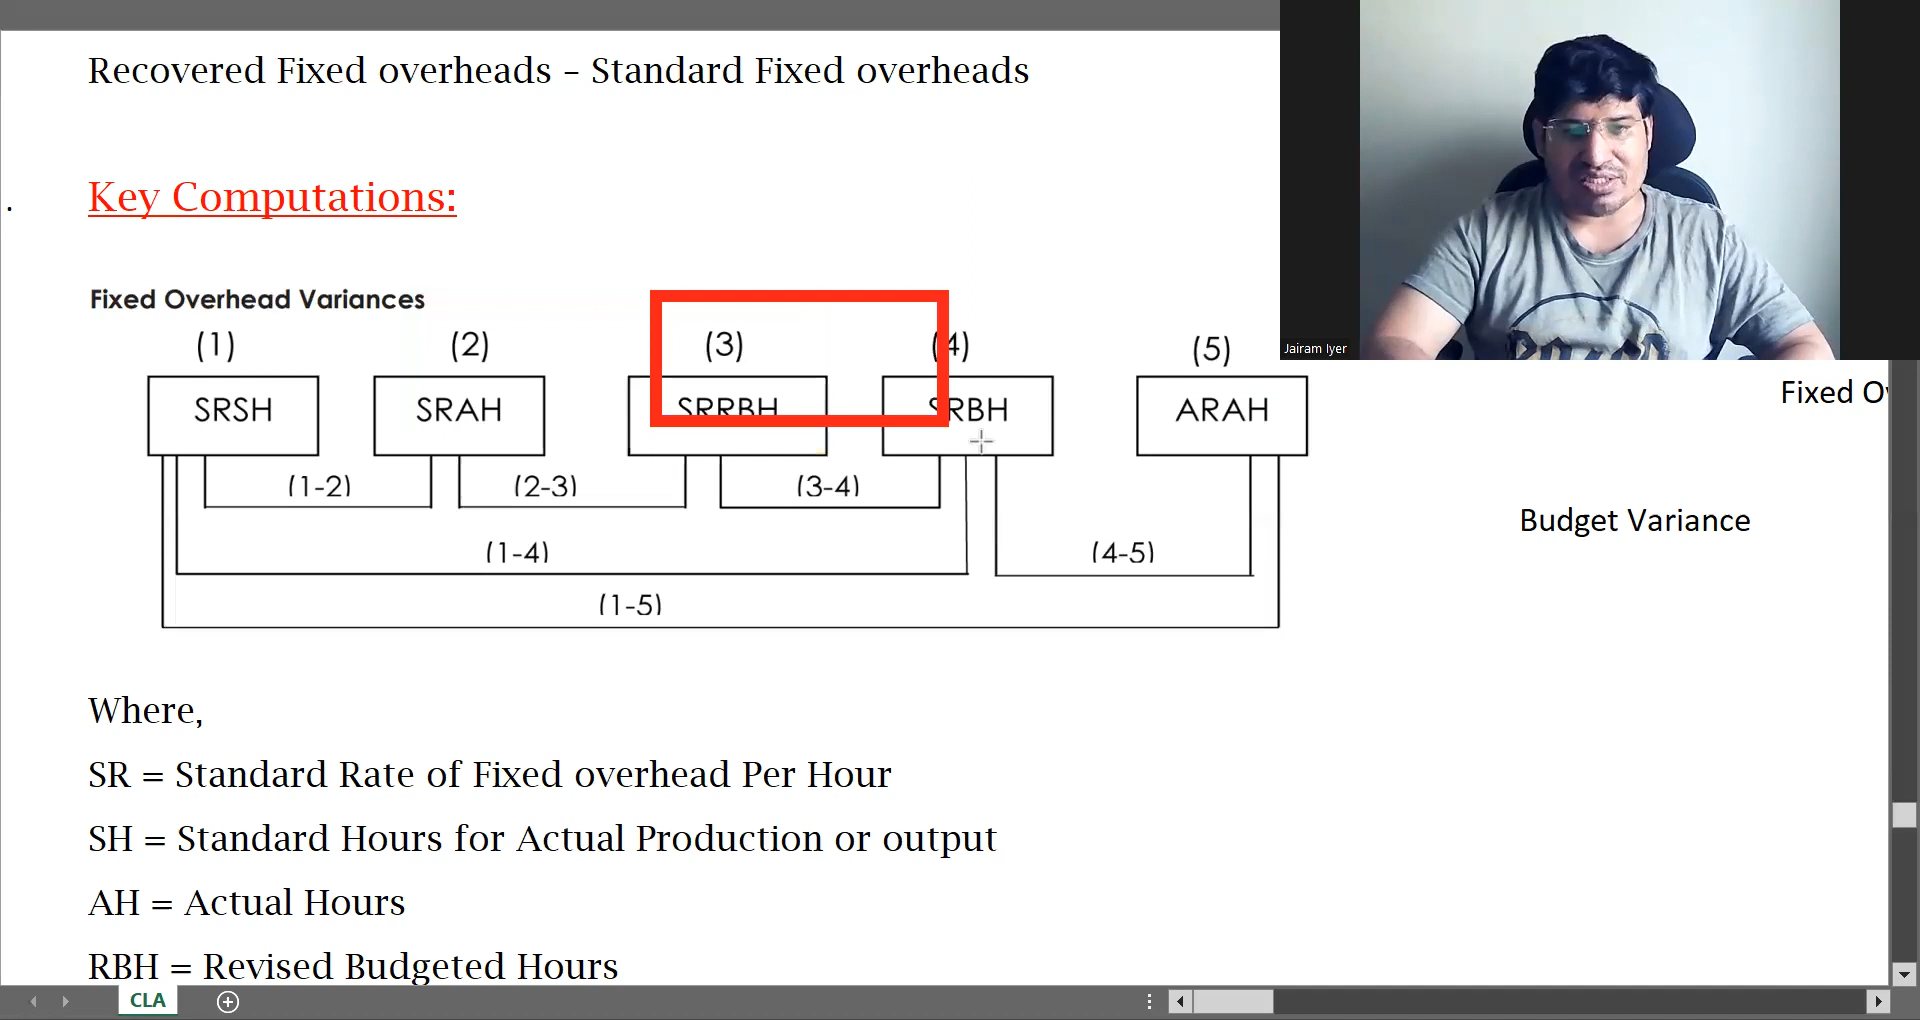 Recovered Fixed overheads – Standard Fixed overheads
Key Computations:
Fixed Overhead Variances
(1) (2) (3) (4) (5)
SRSH SRAH SRRBH SRBH ARAH
(1-2) (2-3) (3-4)
(1-4) (4-5)
(1-5)
Where,
SR = Standard Rate of Fixed overhead Per Hour
SH = Standard Hours for Actual Production or output
AH = Actual Hours
RBH = Revised Budgeted Hours
Jairam Iyer
Fixed Ov
Budget Variance
CLA